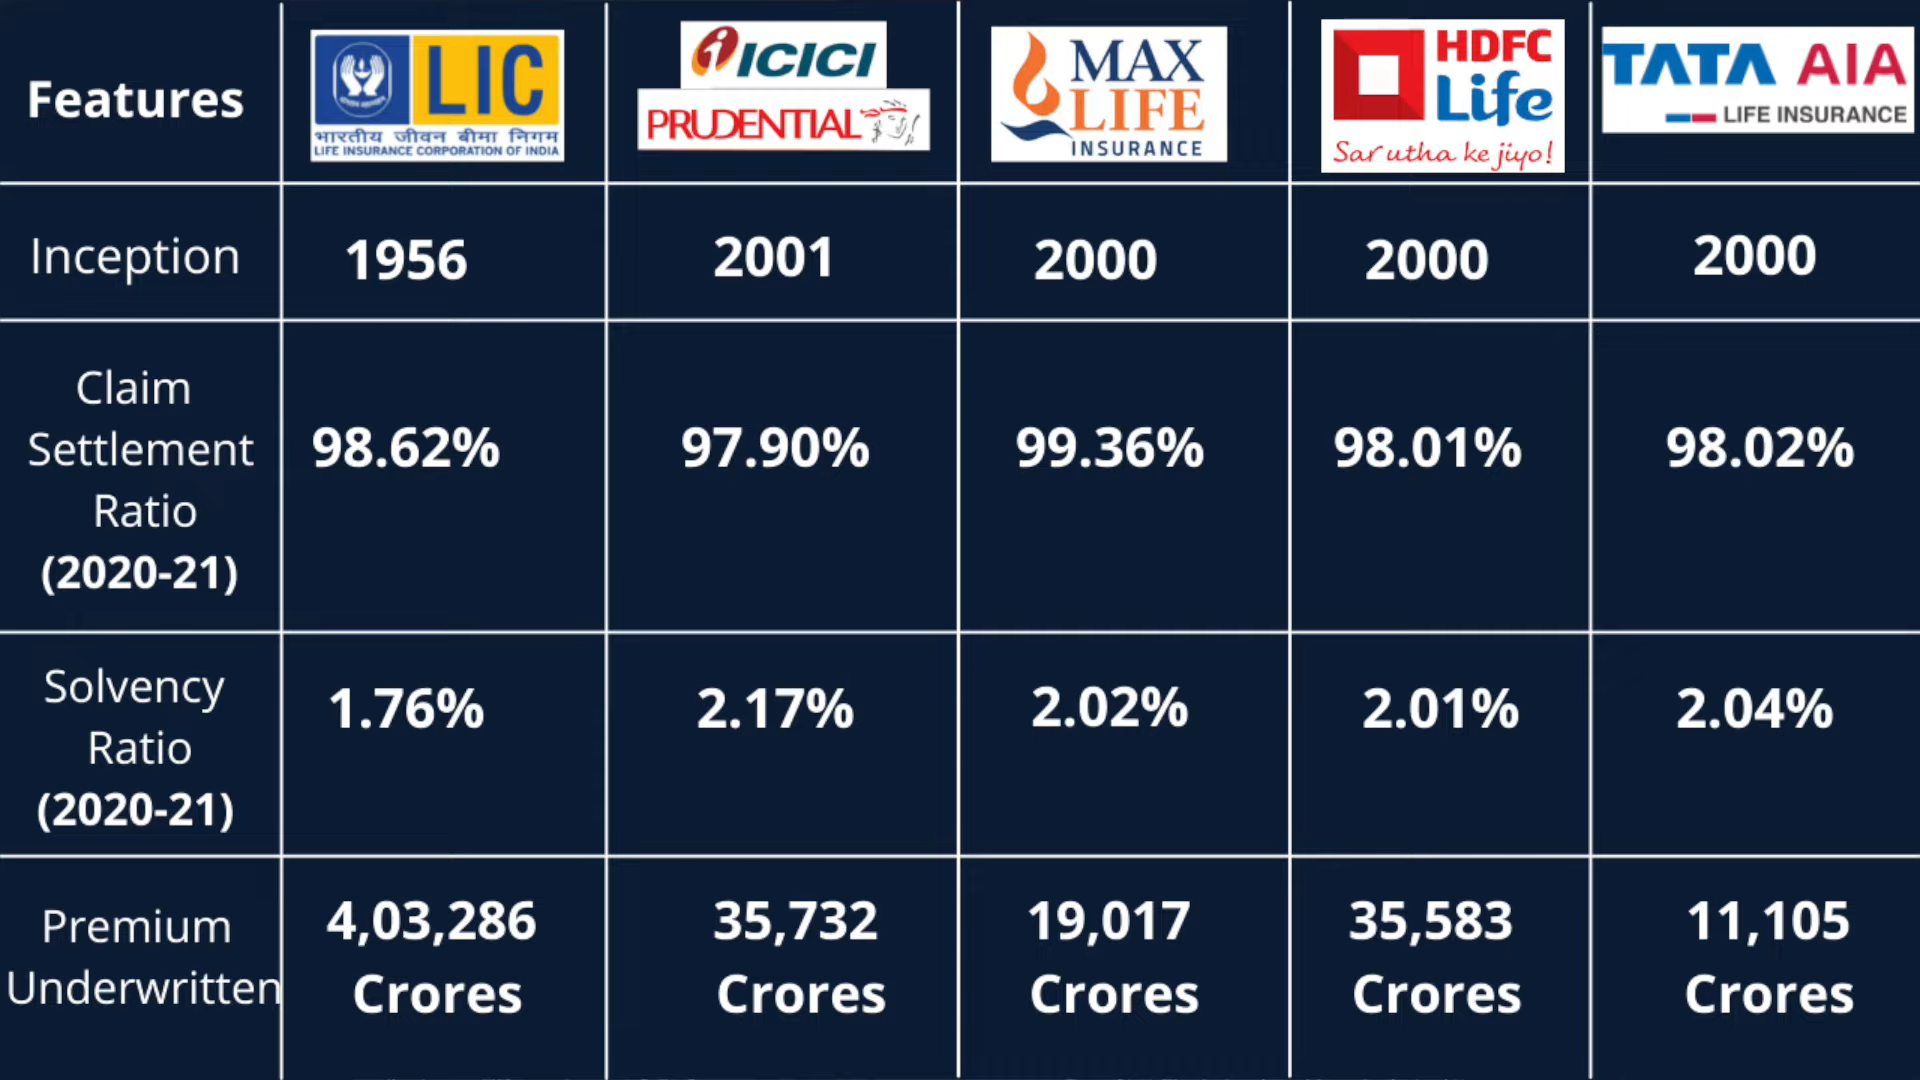 Features
LIC
भारतीय जीवन बीमा निगम
LIFE INSURANCE CORPORATION OF INDIA
ICICI
PRUDENTIAL
MAX
LIFE
INSURANCE
HDFC
Life
Sar utha ke jiyo!
TATA AIA
LIFE INSURANCE
Inception
1956
2001
2000
2000
2000
Claim
Settlement
Ratio
(2020-21)
98.62%
97.90%
99.36%
98.01%
98.02%
Solvency
Ratio
(2020-21)
1.76%
2.17%
2.02%
2.01%
2.04%
Premium
Underwritten
4,03,286
Crores
35,732
Crores
19,017
Crores
35,583
Crores
11,105
Crores